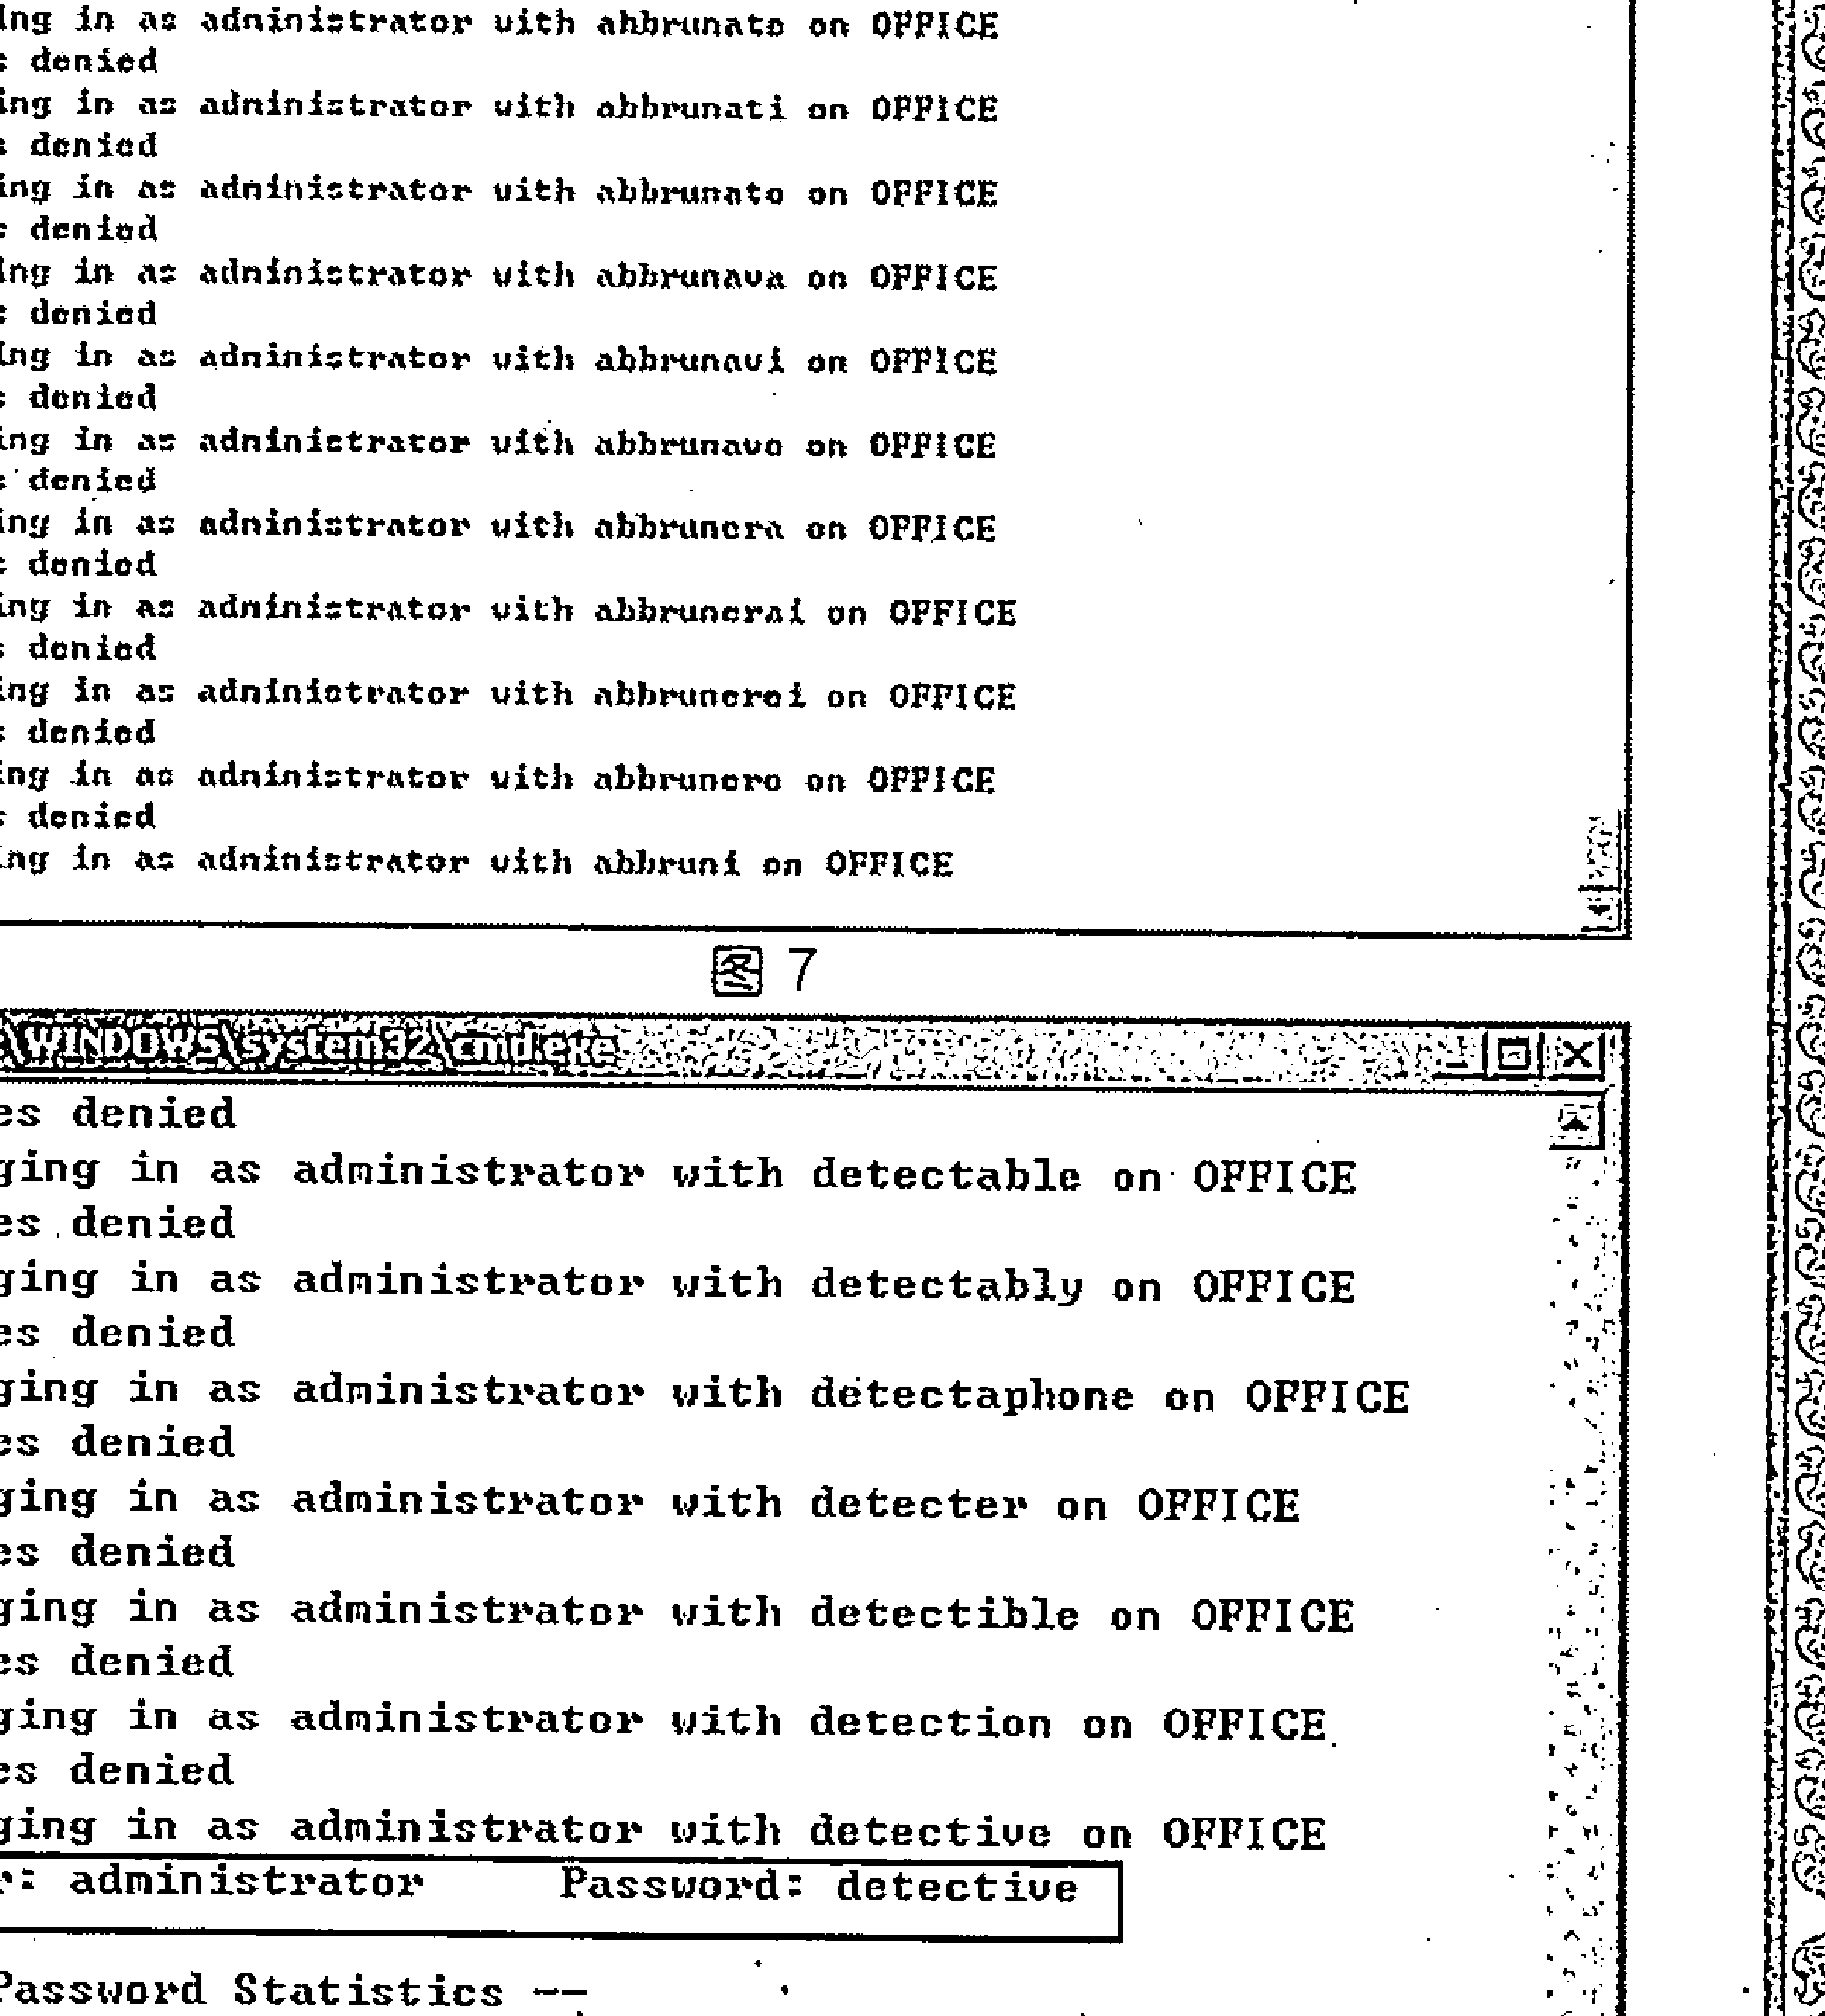 ing in as administrator with abbrunate on OFFICE
: denied
ing in as administrator with abbrunati on OFFICE
: denied
ing in as administrator with abbrunato on OFFICE
: denied
ing in as administrator with abbrunava on OFFICE
: denied
ing in as administrator with abbrunavi on OFFICE
: denied
ing in as administrator with abbrunavo on OFFICE
: denied
ing in as administrator with abbrunera on OFFICE
: denied
ing in as administrator with abbrunerai on OFFICE
: denied
ing in as administrator with abbrunerei on OFFICE
: denied
ing in as administrator with abbrunero on OFFICE
: denied
ing in as administrator with abbruni on OFFICE
图 7
\WINDOWS\system32\cmd.exe
es denied
ging in as administrator with detectable on OFFICE
es denied
ging in as administrator with detectably on OFFICE
es denied
ging in as administrator with detectaphone on OFFICE
es denied
ging in as administrator with detecter on OFFICE
es denied
ging in as administrator with detectible on OFFICE
es denied
ging in as administrator with detection on OFFICE
es denied
ging in as administrator with detective on OFFICE
r: administrator Password: detective
Password Statistics --